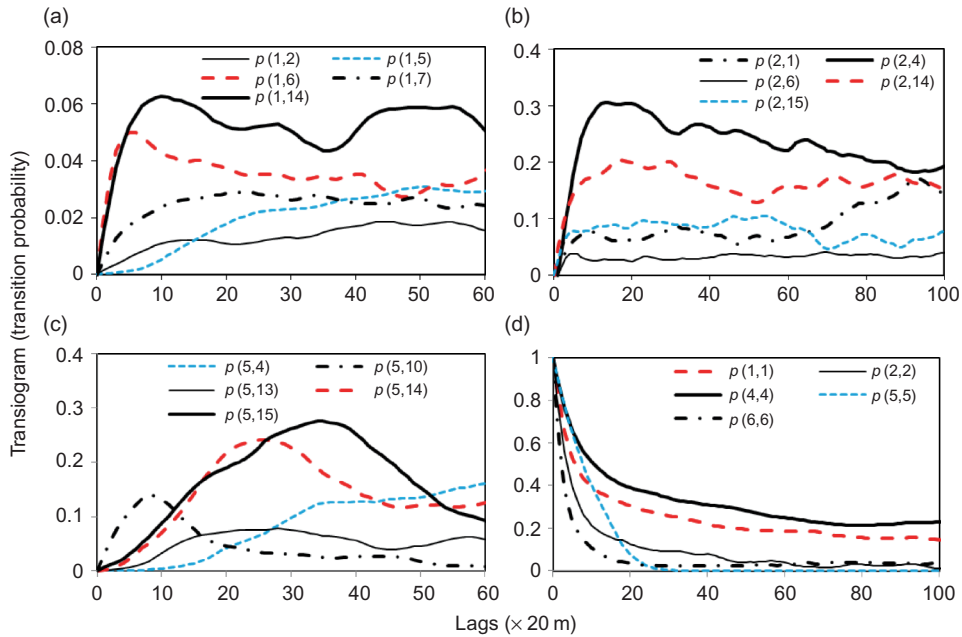 (a)
0.08
0.06
0.04
0.02
0
p (1,2)
p (1,5)
p (1,6)
p (1,7)
p (1,14)
0 10 20 30 40 50 60
(b)
0.4
0.3
0.2
0.1
0
p (2,1)
p (2,4)
p (2,6)
p (2,14)
p (2,15)
0 20 40 60 80 100
(c)
0.4
0.3
0.2
0.1
0
p (5,4)
p (5,10)
p (5,13)
p (5,14)
p (5,15)
0 10 20 30 40 50 60
(d)
1
0.8
0.6
0.4
0.2
0
p (1,1)
p (2,2)
p (4,4)
p (5,5)
p (6,6)
0 20 40 60 80 100
Transiogram (transition probability)
Lags (× 20 m)